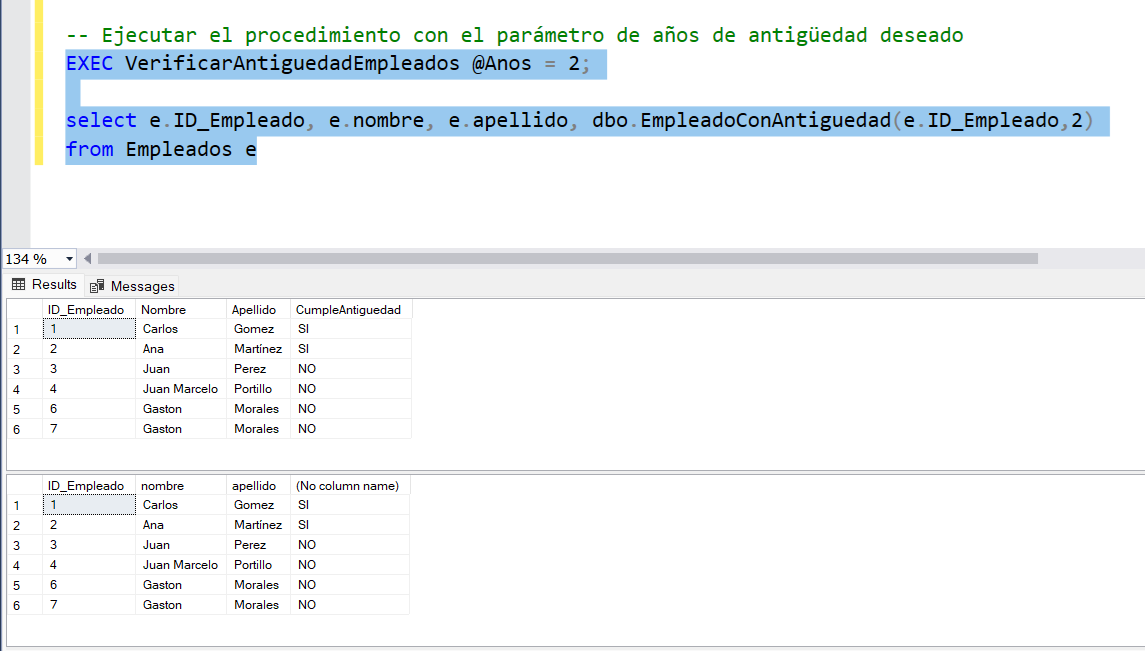 -- Ejecutar el procedimiento con el parámetro de años de antigüedad deseado
EXEC VerificarAntiguedadEmpleados @Anos = 2;
select e.ID_Empleado, e.nombre, e.apellido, dbo.EmpleadoConAntiguedad(e.ID_Empleado,2)
from Empleados e
134 %
Results Messages
ID_Empleado Nombre Apellido CumpleAntiguedad
1 1 Carlos Gomez SI
2 2 Ana Martínez SI
3 3 Juan Perez NO
4 4 Juan Marcelo Portillo NO
5 6 Gaston Morales NO
6 7 Gaston Morales NO
ID_Empleado nombre apellido (No column name)
1 1 Carlos Gomez SI
2 2 Ana Martínez SI
3 3 Juan Perez NO
4 4 Juan Marcelo Portillo NO
5 6 Gaston Morales NO
6 7 Gaston Morales NO